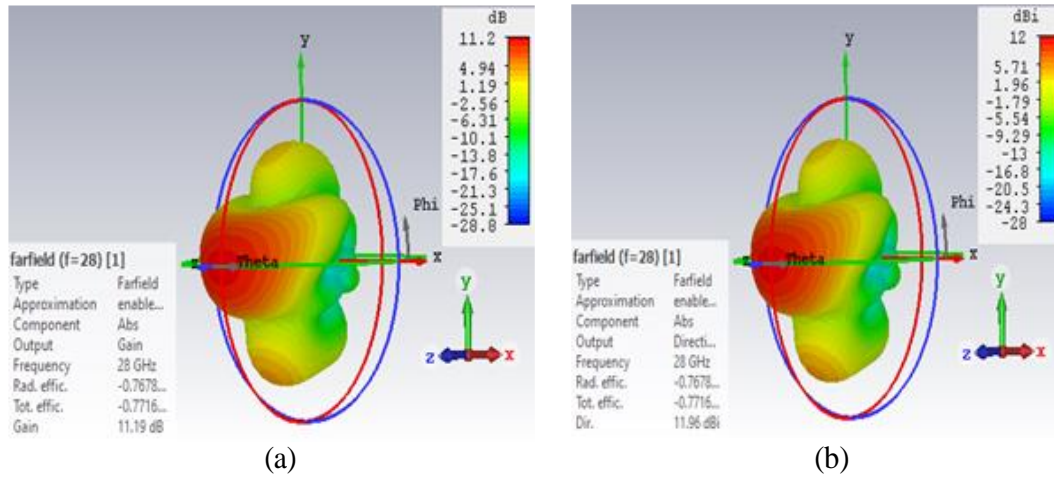 dB
11.2
4.94
1.19
-2.56
-6.31
-10.1
-13.8
-17.6
-21.3
-25.1
-28.8
y
Phi
z
Theta
x
farfield (f=28) [1]
Type Farfield
Approximation enable...
Component Abs
Output Gain
Frequency 28 GHz
Rad. effic. -0.7678...
Tot. effic. -0.7716...
Gain 11.19 dB
y
z
x
(a)
dBi
12
5.71
1.96
-1.79
-5.54
-9.29
-13
-16.8
-20.5
-24.3
-28
y
Phi
z
Theta
x
farfield (f=28) [1]
Type Farfield
Approximation enable...
Component Abs
Output Directi...
Frequency 28 GHz
Rad. effic. -0.7678...
Tot. effic. -0.7716...
Dir. 11.96 dBi
y
z
x
(b)